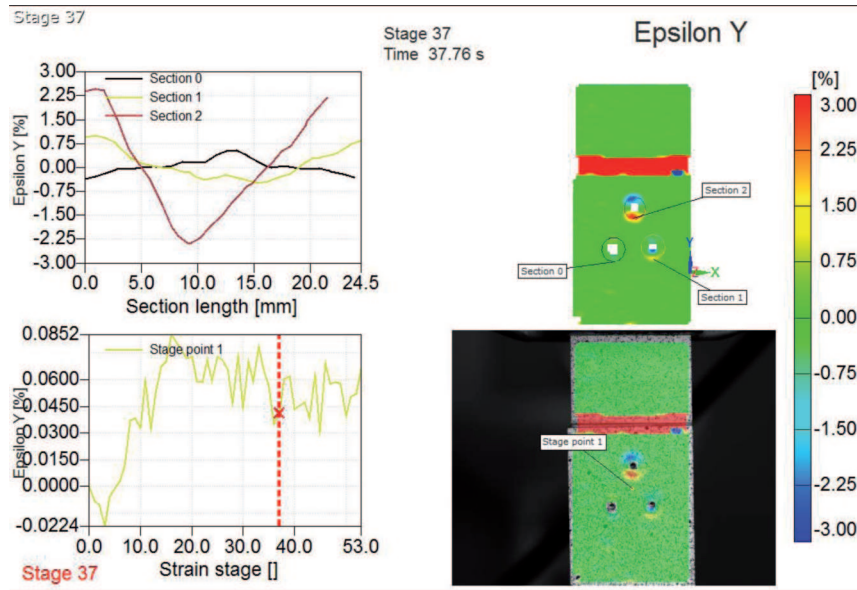 Stage 37
Stage 37
Time 37.76 s
Epsilon Y
Epsilon Y [%]
3.00
2.25
1.50
0.75
0.00
-0.75
-1.50
-2.25
-3.00
Section 0
Section 1
Section 2
0.0 5.0 10.0 15.0 20.0 24.5
Section length [mm]
Epsilon Y [%]
0.0852
0.0600
0.0450
0.0300
0.0150
0.0000
-0.0224
Stage point 1
0.0 10.0 20.0 30.0 40.0 53.0
Strain stage []
Stage 37
Section 2
Section 0
Section 1
Y
Z
X
Stage point 1
[%]
3.00
2.25
1.50
0.75
0.00
-0.75
-1.50
-2.25
-3.00